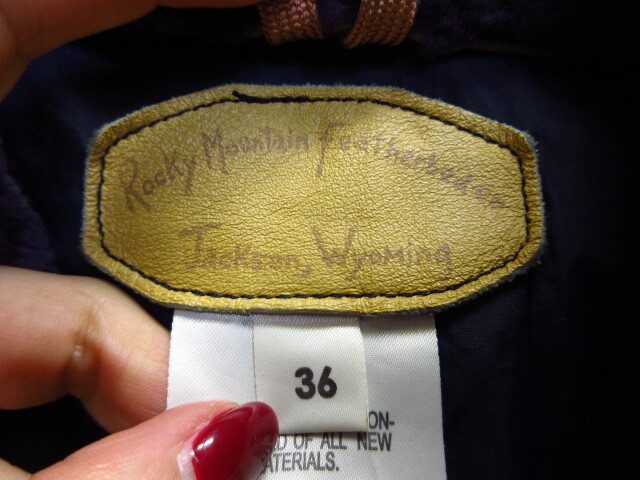 Rocky Mountain Featherbed Co
Jackson, Wyoming
36
ON-
D OF ALL NEW
ATERIALS.